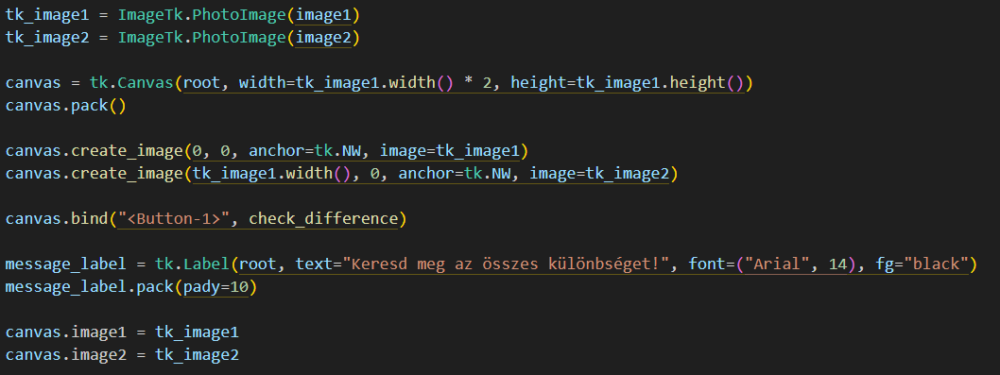 tk_image1 = ImageTk.PhotoImage(image1)
tk_image2 = ImageTk.PhotoImage(image2)
canvas = tk.Canvas(root, width=tk_image1.width() * 2, height=tk_image1.height())
canvas.pack()
canvas.create_image(0, 0, anchor=tk.NW, image=tk_image1)
canvas.create_image(tk_image1.width(), 0, anchor=tk.NW, image=tk_image2)
canvas.bind("<Button-1>", check_difference)
message_label = tk.Label(root, text="Keresd meg az összes különbséget!", font=("Arial", 14), fg="black")
message_label.pack(pady=10)
canvas.image1 = tk_image1
canvas.image2 = tk_image2